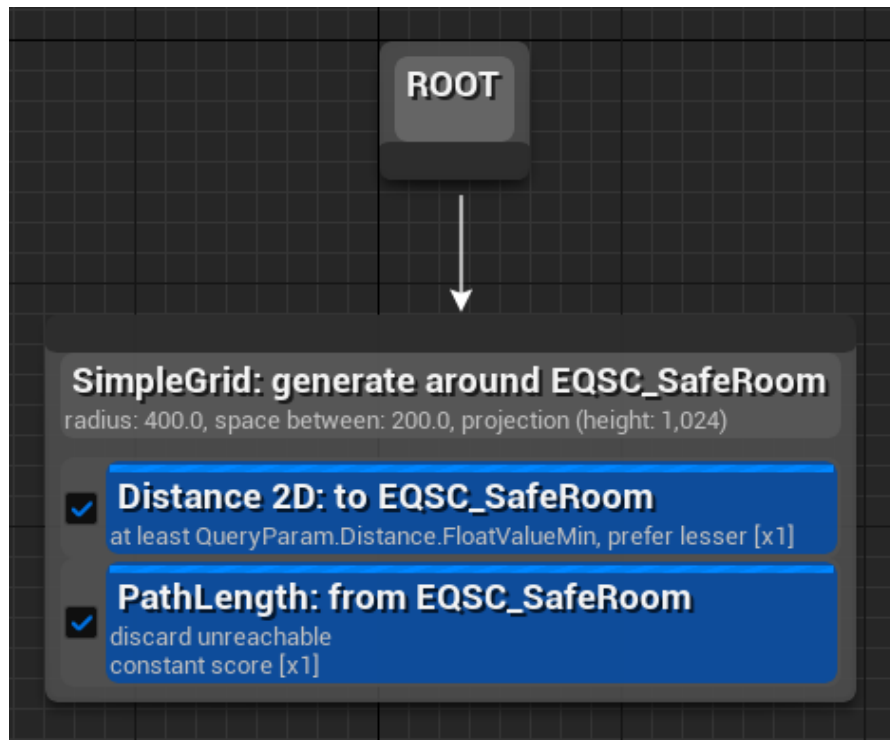 ROOT
SimpleGrid: generate around EQSC_SafeRoom
radius: 400.0, space between: 200.0, projection (height: 1,024)
Distance 2D: to EQSC_SafeRoom
at least QueryParam.Distance.FloatValueMin, prefer lesser [x1]
PathLength: from EQSC_SafeRoom
discard unreachable
constant score [x1]